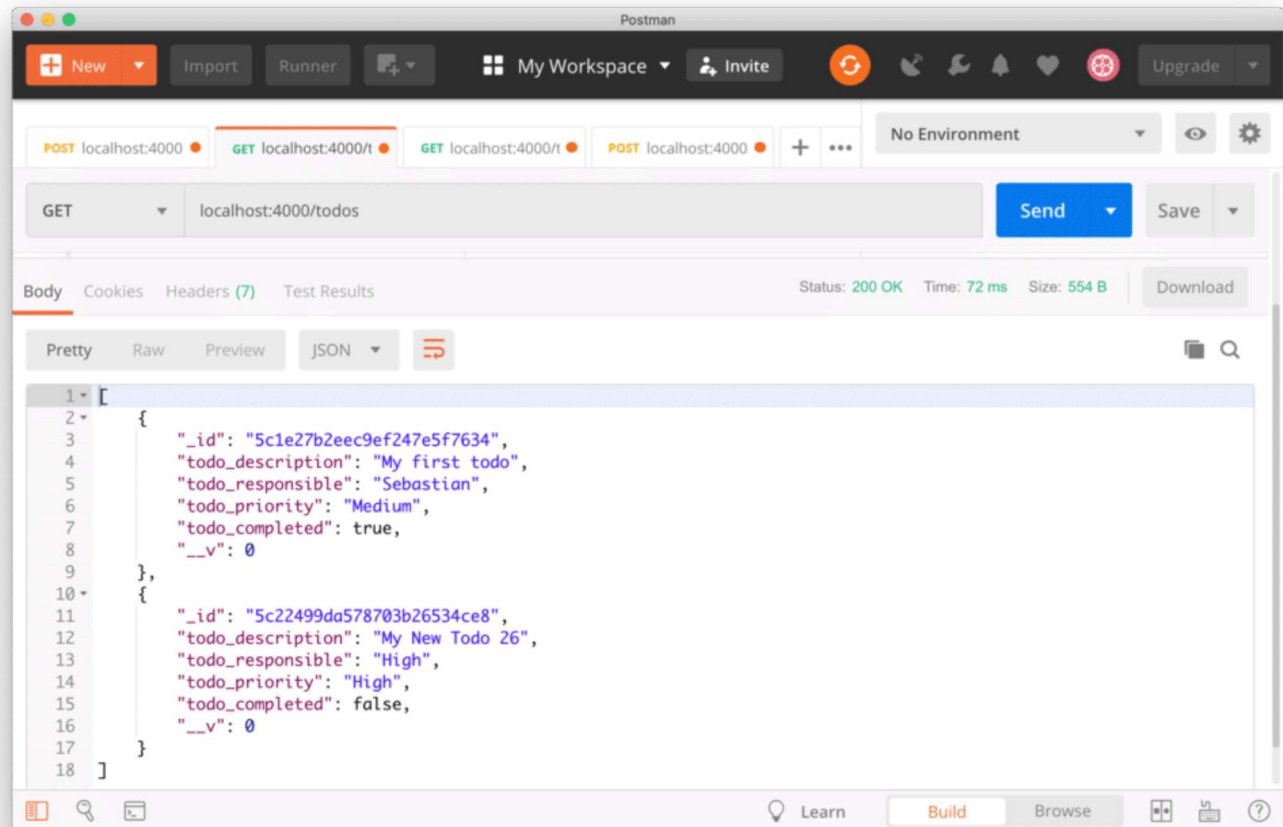 Postman
New Import Runner My Workspace Invite Upgrade
POST localhost:4000 GET localhost:4000/t GET localhost:4000/t POST localhost:4000 No Environment
GET localhost:4000/todos Send Save
Body Cookies Headers (7) Test Results Status: 200 OK Time: 72 ms Size: 554 B Download
Pretty Raw Preview JSON
1 [
2 {
3 "_id": "5c1e27b2eec9ef247e5f7634",
4 "todo_description": "My first todo",
5 "todo_responsible": "Sebastian",
6 "todo_priority": "Medium",
7 "todo_completed": true,
8 "__v": 0
9 },
10 {
11 "_id": "5c22499da578703b26534ce8",
12 "todo_description": "My New Todo 26",
13 "todo_responsible": "High",
14 "todo_priority": "High",
15 "todo_completed": false,
16 "__v": 0
17 }
18 ]
Learn Build Browse